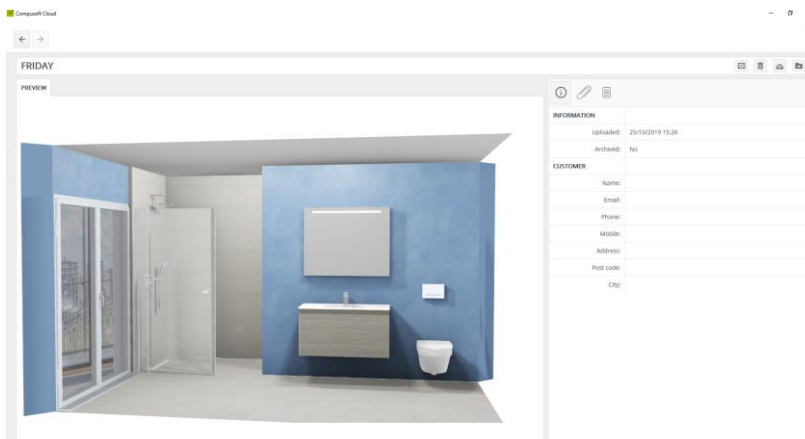 Compusoft Cloud
FRIDAY
PREVIEW
INFORMATION
Uploaded: 25/10/2019 15:26
Archived: No
CUSTOMER
Name:
Email:
Phone:
Mobile:
Address:
Post code:
City: